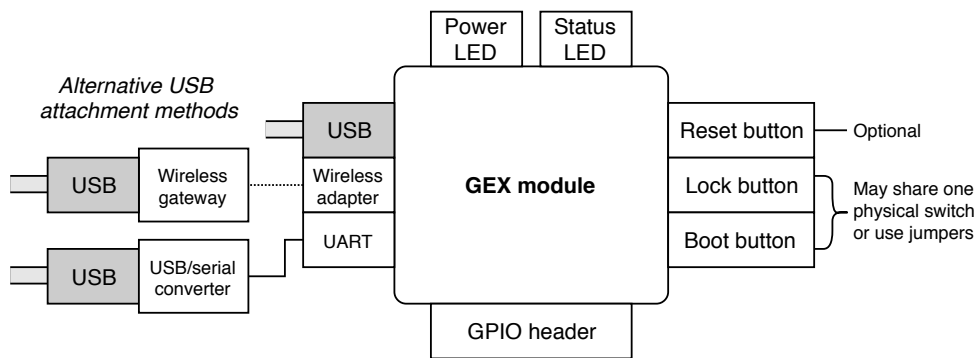 Power
LED
Status
LED
Alternative USB
attachment methods
USB
Reset button
Optional
USB
Wireless
gateway
Wireless
adapter
GEX module
Lock button
May share one
physical switch
or use jumpers
UART
Boot button
USB
USB/serial
converter
GPIO header